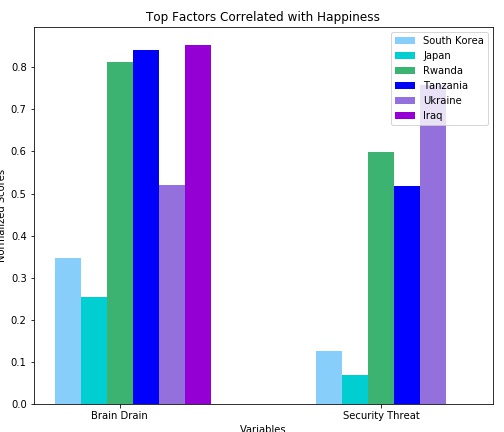 Top Factors Correlated with Happiness
South Korea
Japan
Rwanda
Tanzania
Ukraine
Iraq
Normalized Scores
0.8
0.7
0.6
0.5
0.4
0.3
0.2
0.1
0.0
Brain Drain
Security Threat
Variables